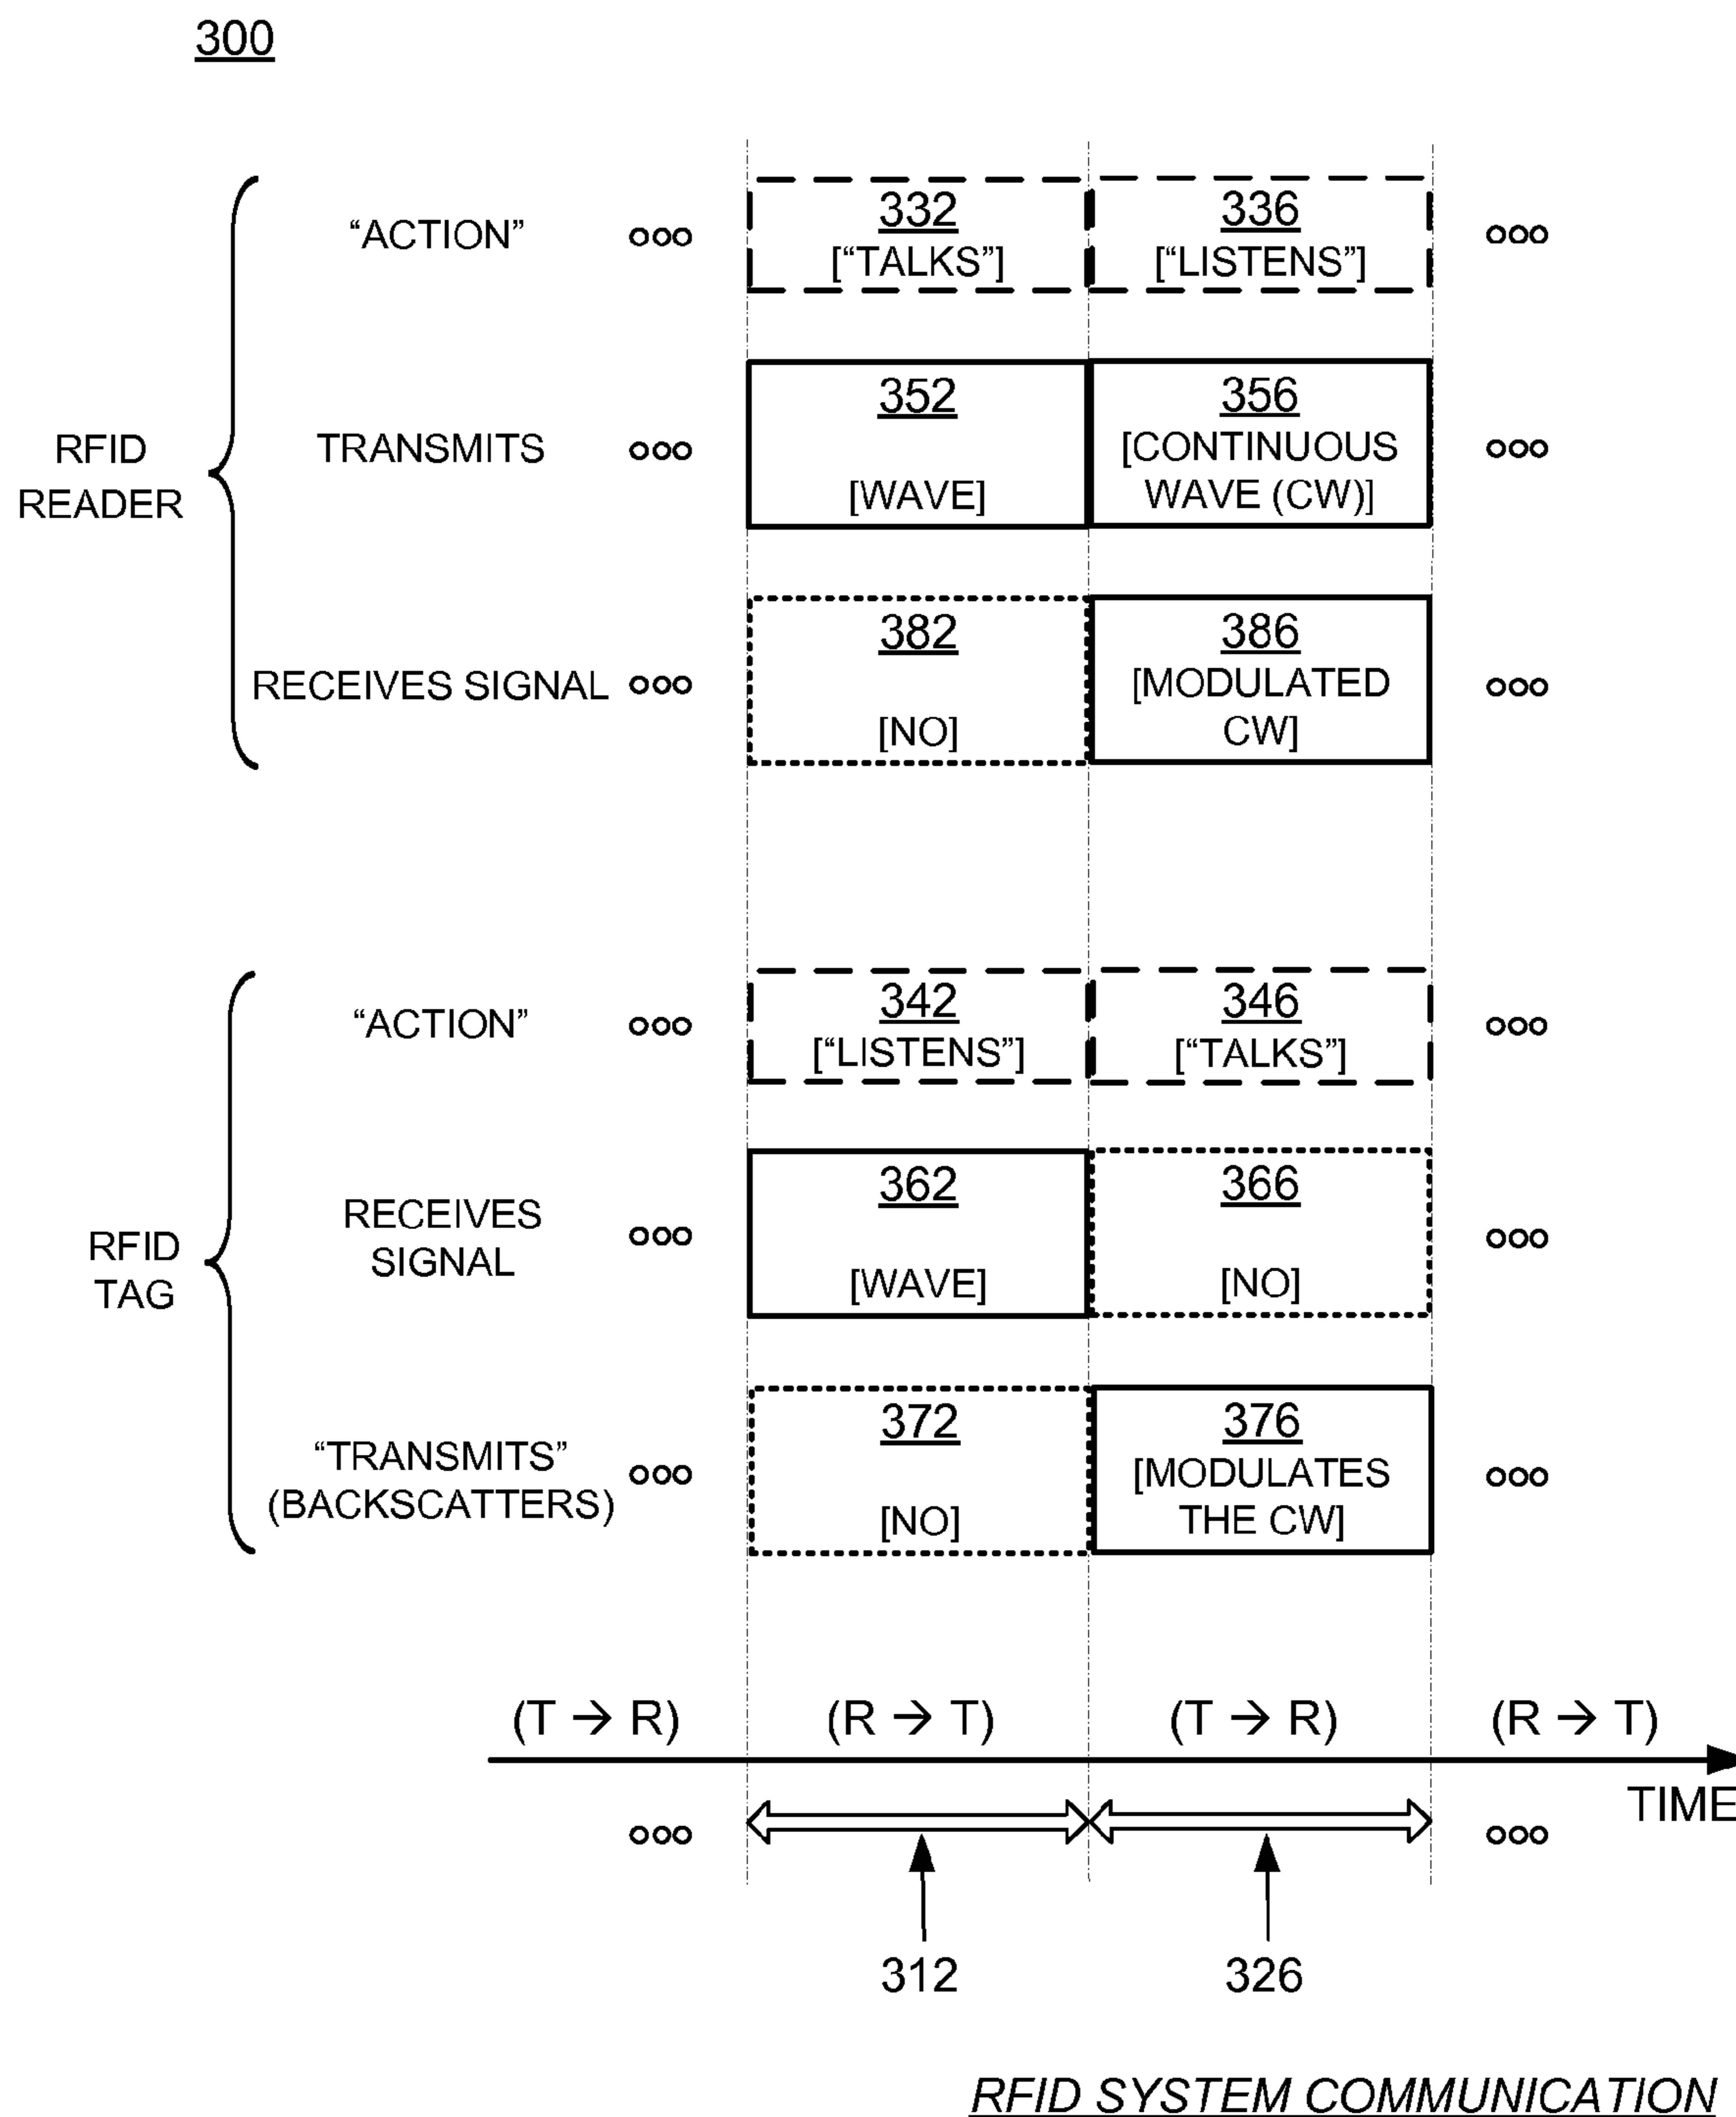 300
“ACTION”
332
[“TALKS”]
336
[“LISTENS”]
RFID
READER
TRANSMITS
352
[WAVE]
356
[CONTINUOUS
WAVE (CW)]
RECEIVES SIGNAL
382
[NO]
386
[MODULATED
CW]
“ACTION”
342
[“LISTENS”]
346
[“TALKS”]
RFID
TAG
RECEIVES
SIGNAL
362
[WAVE]
366
[NO]
“TRANSMITS”
(BACKSCATTERS)
372
[NO]
376
[MODULATES
THE CW]
(T → R) (R → T) (T → R) (R → T)
TIME
312
326
RFID SYSTEM COMMUNICATION